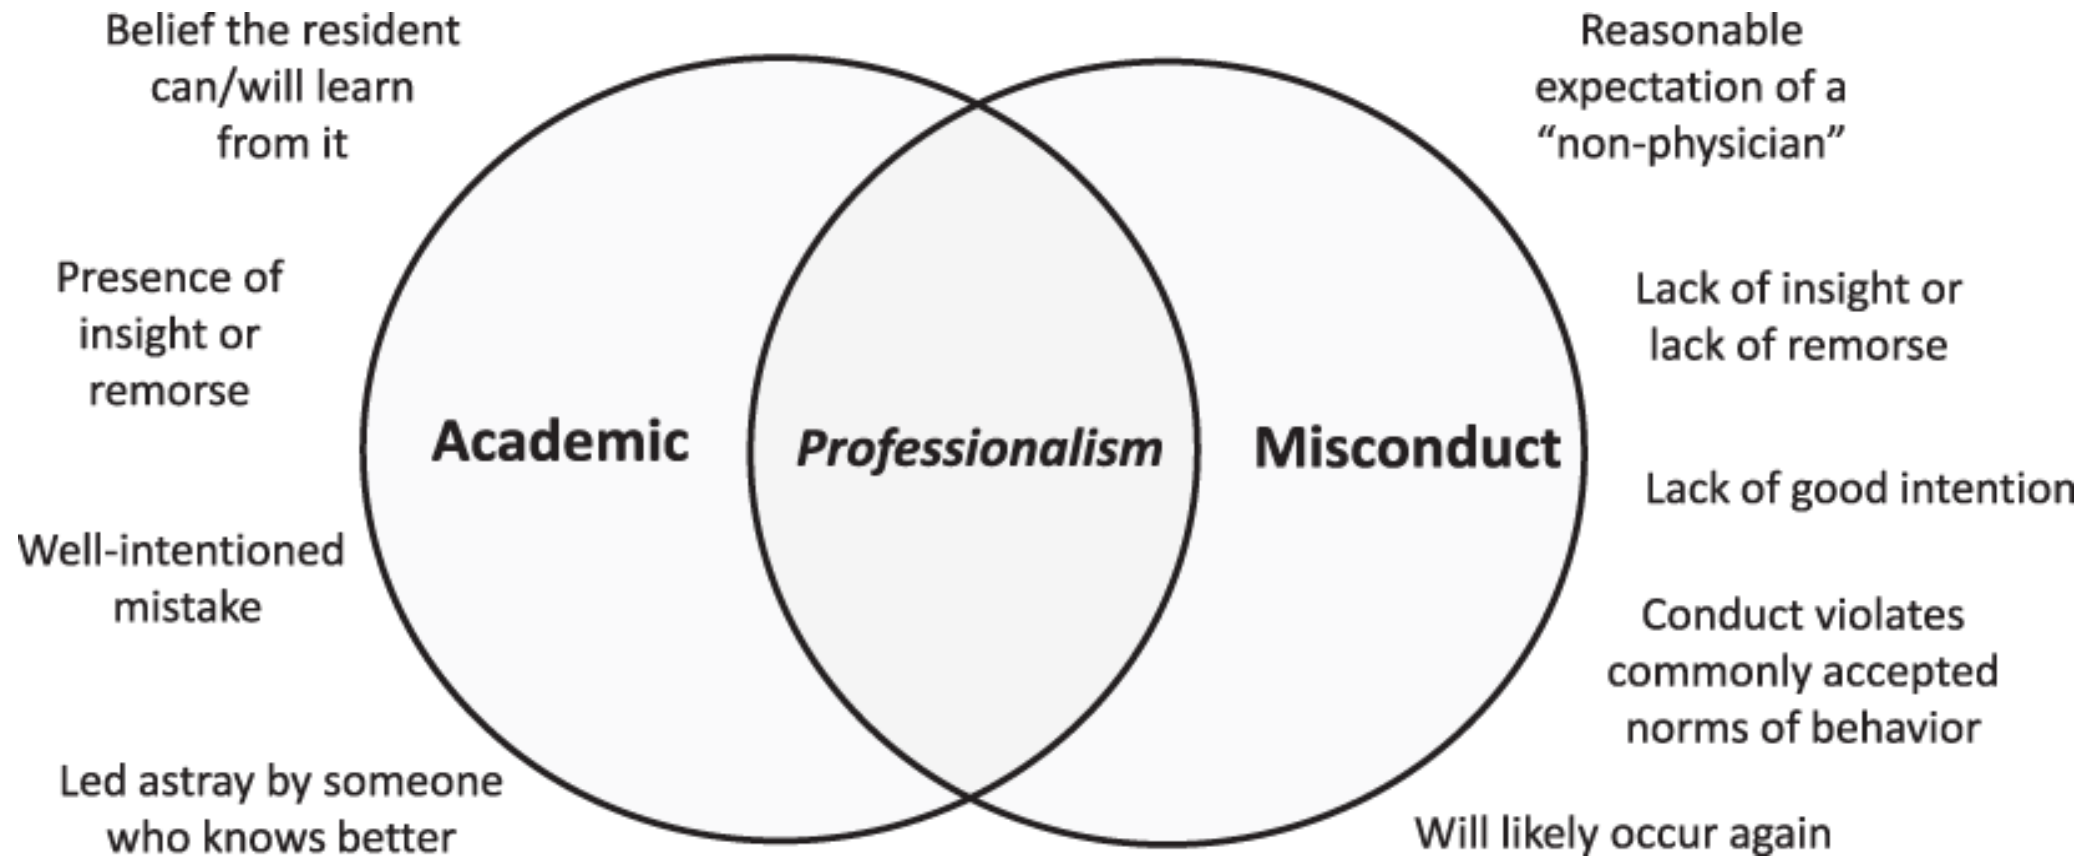 Belief the resident
can/will learn
from it
Presence of
insight or
remorse
Well-intentioned
mistake
Led astray by someone
who knows better
Academic
Professionalism
Misconduct
Reasonable
expectation of a
“non-physician”
Lack of insight or
lack of remorse
Lack of good intention
Conduct violates
commonly accepted
norms of behavior
Will likely occur again